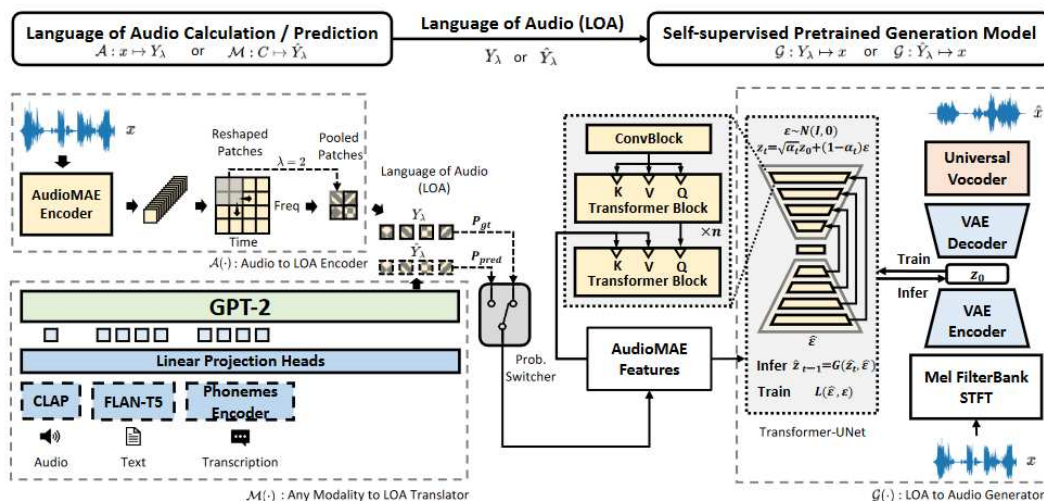 Language of Audio Calculation / Prediction
𝒜 : x ↦ Y_λ or ℳ : C ↦ Ŷ_λ
Language of Audio (LOA)
Y_λ or Ŷ_λ
Self-supervised Pretrained Generation Model
𝒢 : Y_λ ↦ x or 𝒢 : Ŷ_λ ↦ x
x
AudioMAE
Encoder
Reshaped
Patches
λ = 2
Freq
Time
Pooled
Patches
Language of Audio
(LOA)
Y_λ
P_gt
Ŷ_λ
P_pred
𝒜(·) : Audio to LOA Encoder
GPT-2
Linear Projection Heads
CLAP
FLAN-T5
Phonemes
Encoder
Audio
Text
Transcription
ℳ(·) : Any Modality to LOA Translator
Prob.
Switcher
ConvBlock
K V Q
Transformer Block
×n
K V Q
Transformer Block
AudioMAE
Features
ε~N(I, 0)
z_t=√α_t z_0+(1−α_t)ε
ε̂
Infer ẑ_{t−1}=G(ẑ_t, ε̂)
Train L(ε̂, ε)
Transformer-UNet
x̂
Universal
Vocoder
VAE
Decoder
Train
z_0
Infer
VAE
Encoder
Mel FilterBank
STFT
x
𝒢(·) : LOA to Audio Generator